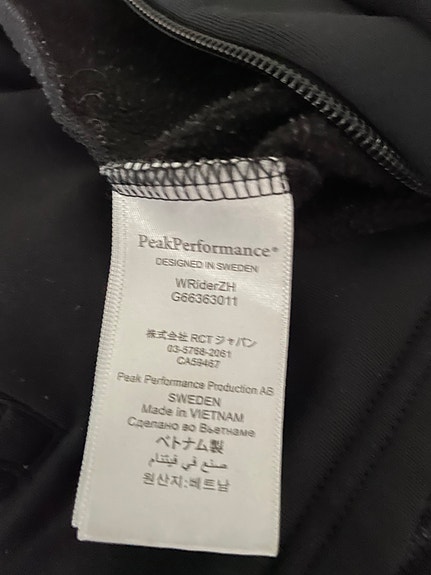 PeakPerformance®
DESIGNED IN SWEDEN
WRiderZH
G66363011
株式会社 RCT ジャパン
03-5768-2061
CA59467
Peak Performance Production AB
SWEDEN
Made in VIETNAM
Сделано во Вьетнаме
ベトナム製
صنع في فيتنام
원산지:베트남